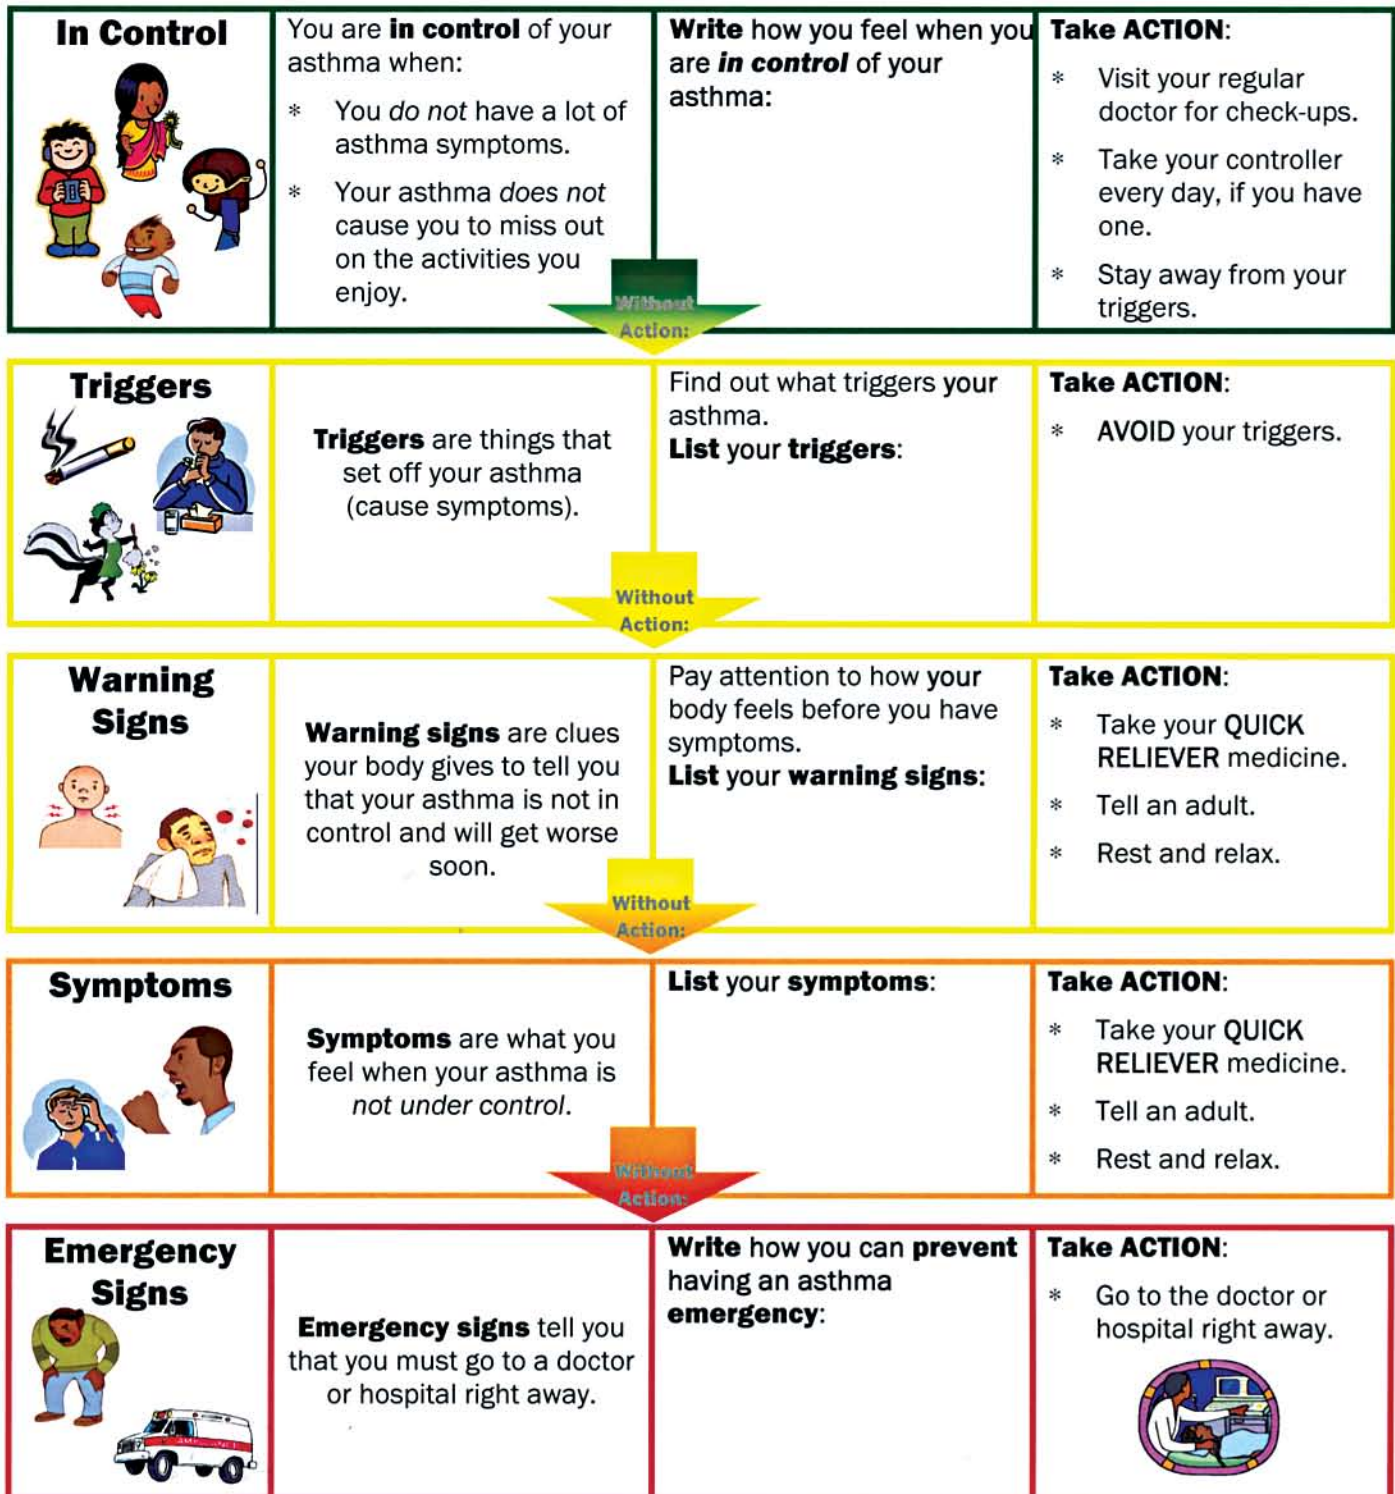 In Control
You are in control of your
asthma when:
* You do not have a lot of
asthma symptoms.
* Your asthma does not
cause you to miss out
on the activities you
enjoy.
Write how you feel when you
are in control of your
asthma:
Take ACTION:
* Visit your regular
doctor for check-ups.
* Take your controller
every day, if you have
one.
* Stay away from your
triggers.
Without
Action:
Triggers
Triggers are things that
set off your asthma
(cause symptoms).
Find out what triggers your
asthma.
List your triggers:
Take ACTION:
* AVOID your triggers.
Without
Action:
Warning
Signs
Warning signs are clues
your body gives to tell you
that your asthma is not in
control and will get worse
soon.
Pay attention to how your
body feels before you have
symptoms.
List your warning signs:
Take ACTION:
* Take your QUICK
RELIEVER medicine.
* Tell an adult.
* Rest and relax.
Without
Action:
Symptoms
Symptoms are what you
feel when your asthma is
not under control.
List your symptoms:
Take ACTION:
* Take your QUICK
RELIEVER medicine.
* Tell an adult.
* Rest and relax.
Without
Action:
Emergency
Signs
Emergency signs tell you
that you must go to a doctor
or hospital right away.
Write how you can prevent
having an asthma
emergency:
Take ACTION:
* Go to the doctor or
hospital right away.